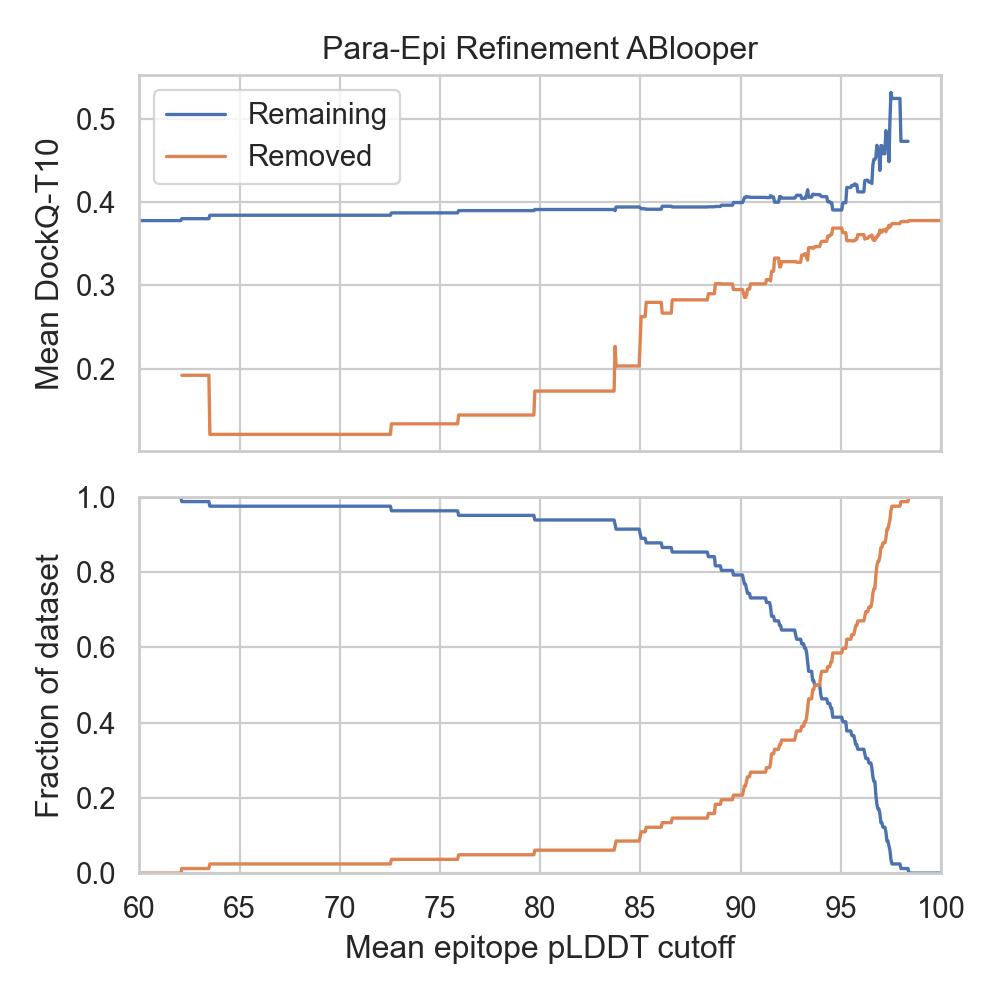 Para-Epi Refinement ABlooper
Remaining
Removed
Mean DockQ-T10
0.5
0.4
0.3
0.2
Fraction of dataset
1.0
0.8
0.6
0.4
0.2
0.0
60 65 70 75 80 85 90 95 100
Mean epitope pLDDT cutoff